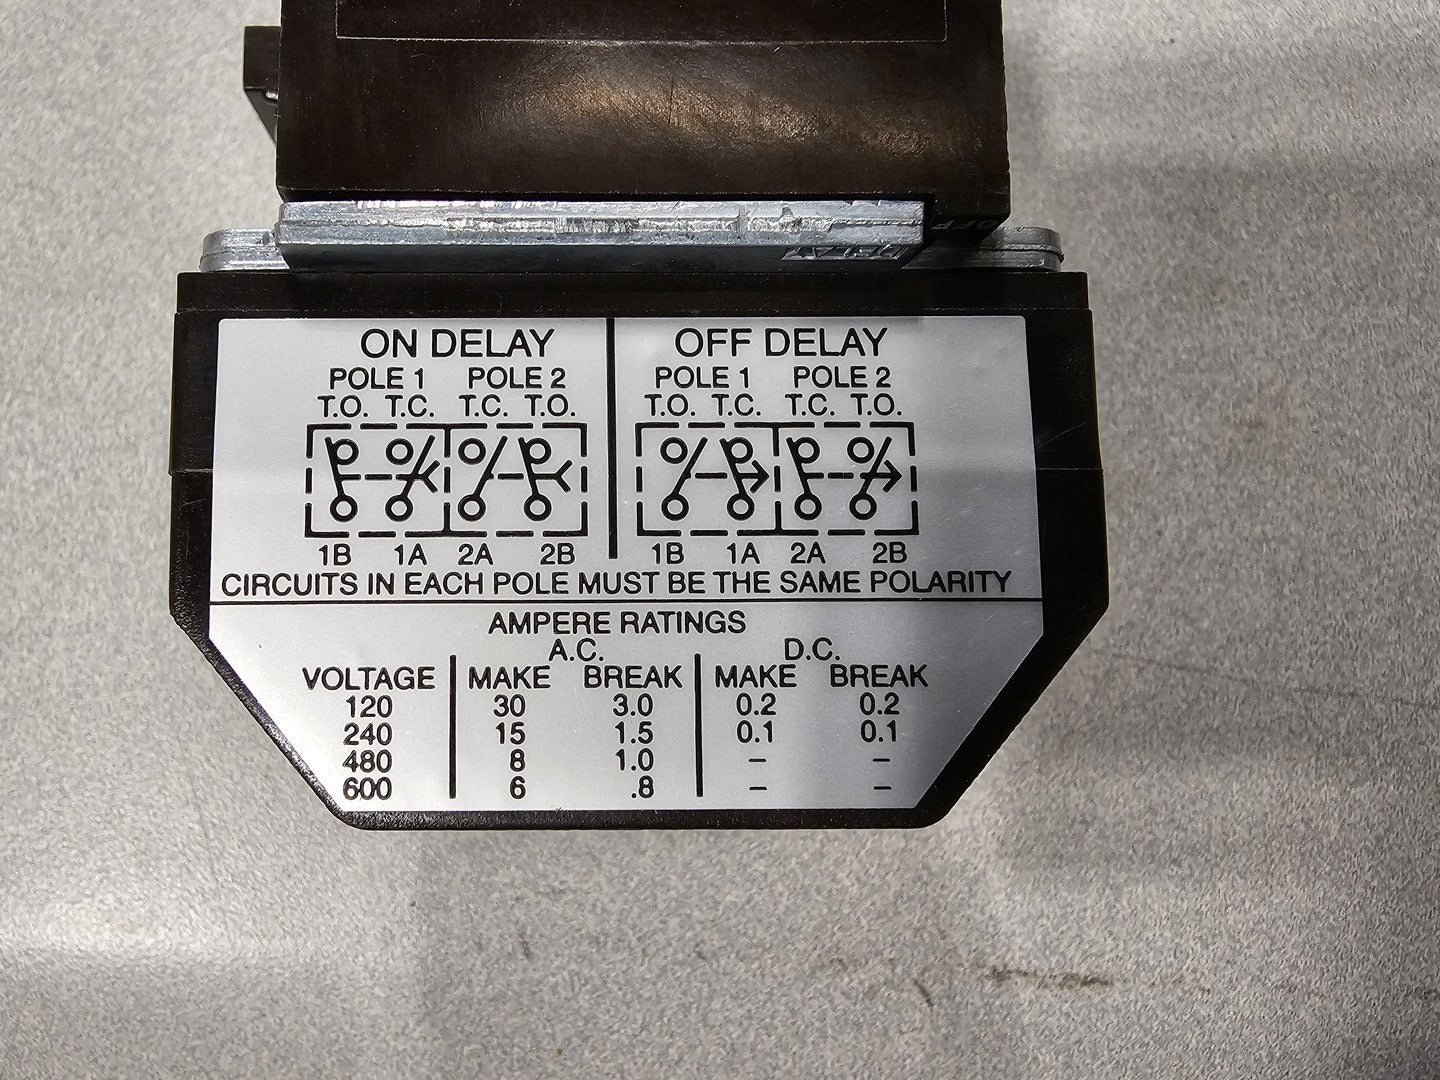 ON DELAY
POLE 1 POLE 2
T.O. T.C. T.C. T.O.
1B 1A 2A 2B
OFF DELAY
POLE 1 POLE 2
T.O. T.C. T.C. T.O.
1B 1A 2A 2B
CIRCUITS IN EACH POLE MUST BE THE SAME POLARITY
AMPERE RATINGS
A.C. D.C.
VOLTAGE MAKE BREAK MAKE BREAK
120 30 3.0 0.2 0.2
240 15 1.5 0.1 0.1
480 8 1.0 – –
600 6 .8 – –